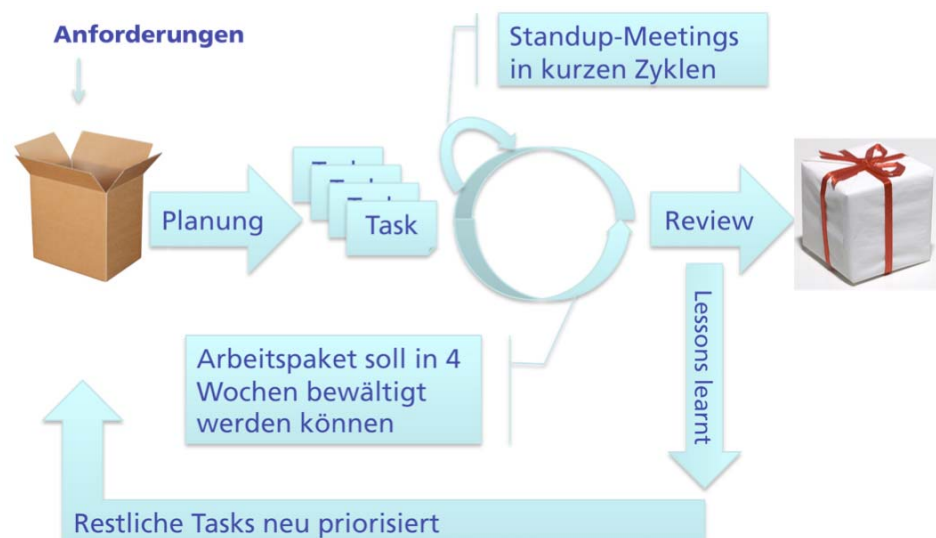 Anforderungen
Standup-Meetings
in kurzen Zyklen
Planung
Task
Review
Lessons learnt
Arbeitspaket soll in 4
Wochen bewältigt
werden können
Restliche Tasks neu priorisiert